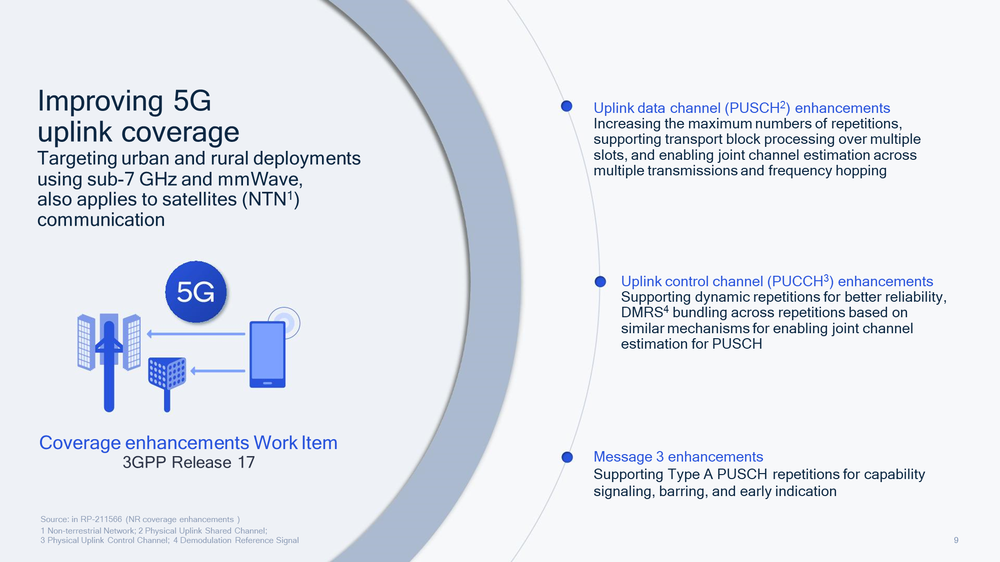 Improving 5G
uplink coverage
Targeting urban and rural deployments
using sub-7 GHz and mmWave,
also applies to satellites (NTN¹)
communication
5G
Coverage enhancements Work Item
3GPP Release 17
Source: in RP-211566 (NR coverage enhancements )
1 Non-terrestrial Network; 2 Physical Uplink Shared Channel;
3 Physical Uplink Control Channel; 4 Demodulation Reference Signal
Uplink data channel (PUSCH²) enhancements
Increasing the maximum numbers of repetitions,
supporting transport block processing over multiple
slots, and enabling joint channel estimation across
multiple transmissions and frequency hopping
Uplink control channel (PUCCH³) enhancements
Supporting dynamic repetitions for better reliability,
DMRS⁴ bundling across repetitions based on
similar mechanisms for enabling joint channel
estimation for PUSCH
Message 3 enhancements
Supporting Type A PUSCH repetitions for capability
signaling, barring, and early indication
9